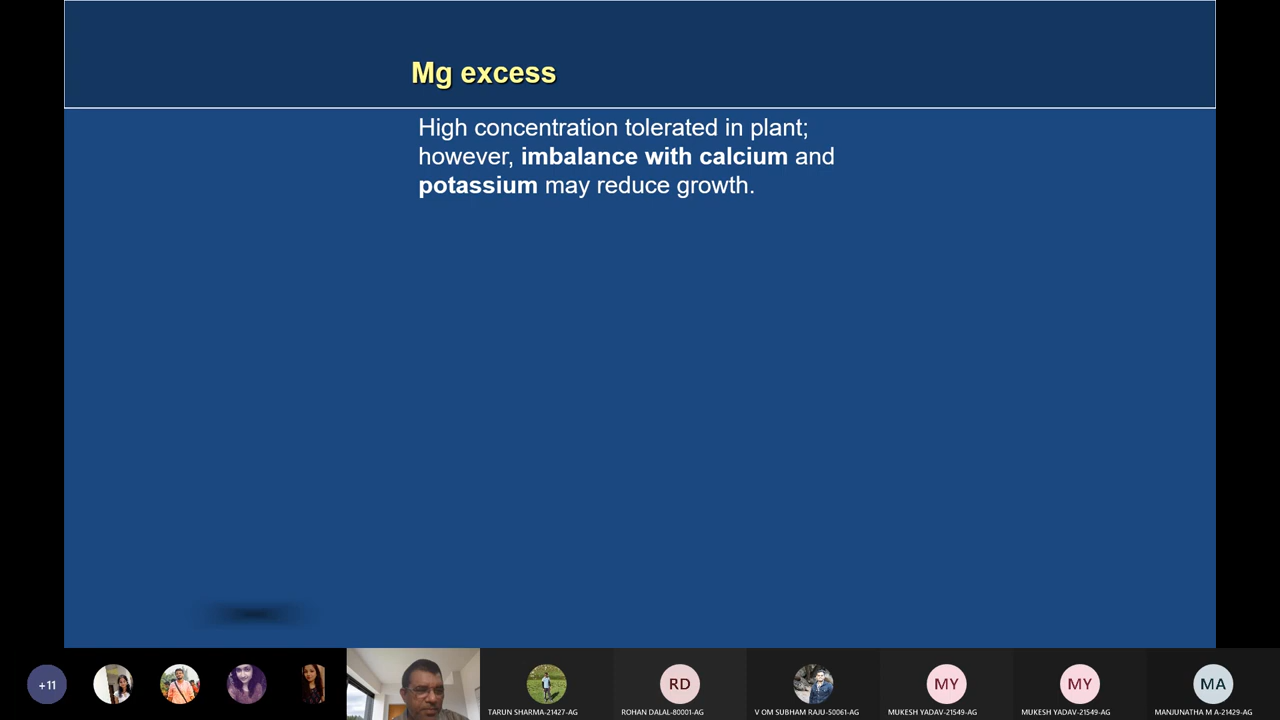 Mg excess
High concentration tolerated in plant;
however, imbalance with calcium and
potassium may reduce growth.
+11
TARUN SHARMA-21427-AG
RD
ROHAN DALAL-80001-AG
V OM SUBHAM RAJU-50061-AG
MY
MUKESH YADAV-21549-AG
MY
MUKESH YADAV-21549-AG
MA
MANJUNATHA M A-21429-AG